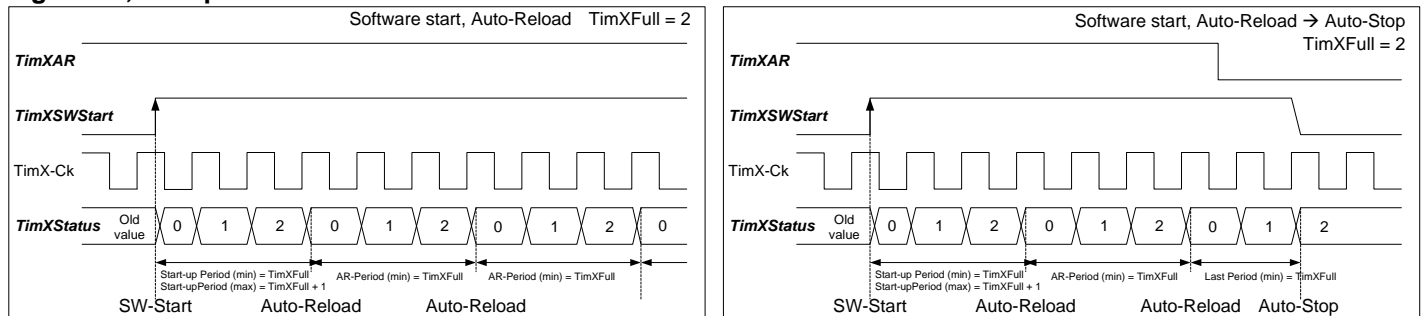 Software start, Auto-Reload TimXFull = 2
TimXAR
TimXSWStart
TimX-Ck
TimXStatus
Old
value
0 1 2 0 1 2 0 1 2 0
Start-up Period (min) = TimXFull
Start-upPeriod (max) = TimXFull + 1
AR-Period (min) = TimXFull
AR-Period (min) = TimXFull
SW-Start Auto-Reload Auto-Reload
Software start, Auto-Reload → Auto-Stop
TimXFull = 2
TimXAR
TimXSWStart
TimX-Ck
TimXStatus
Old
value
0 1 2 0 1 2 0 1 2
Start-up Period (min) = TimXFull
Start-upPeriod (max) = TimXFull + 1
AR-Period (min) = TimXFull
Last Period (min) = TimXFull
SW-Start Auto-Reload Auto-Reload Auto-Stop